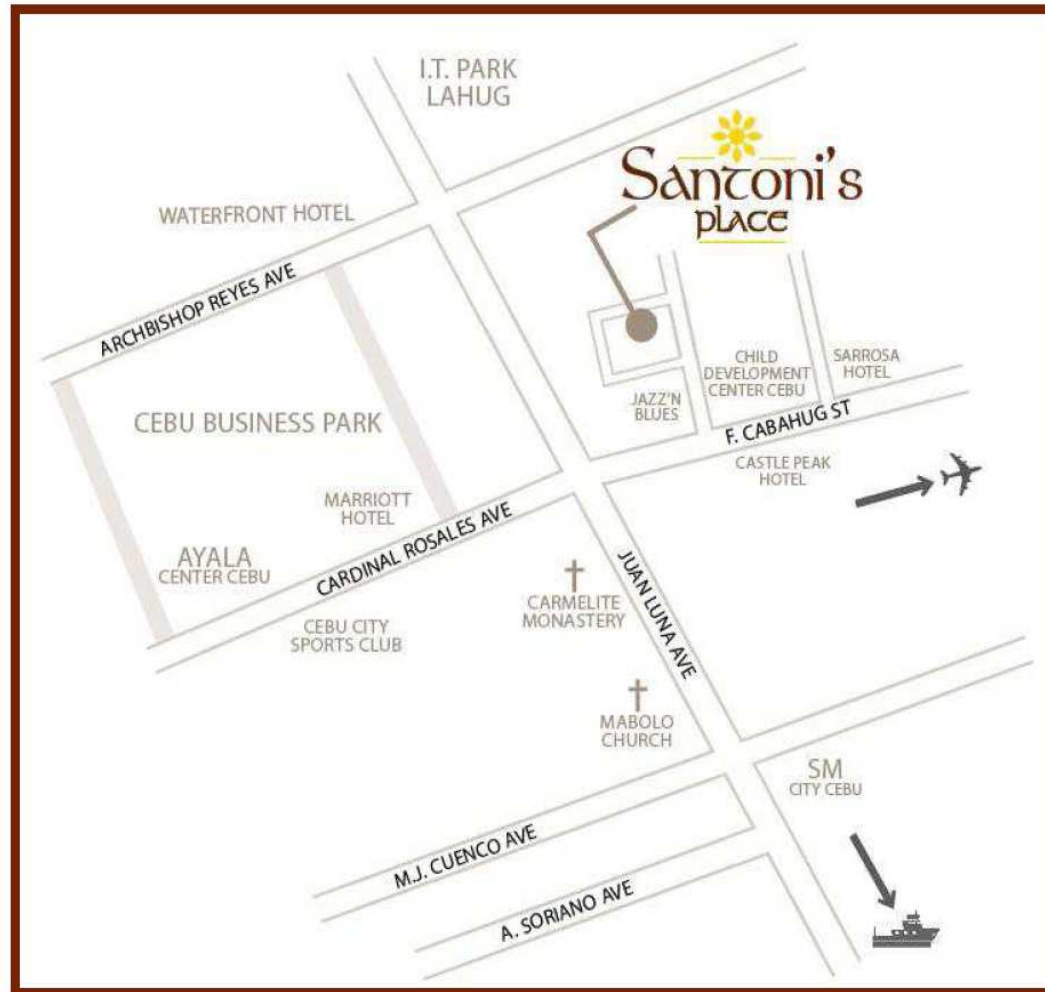 I.T. PARK
LAHUG
Santoni's
place
WATERFRONT HOTEL
ARCHBISHOP REYES AVE
CHILD
DEVELOPMENT
CENTER CEBU
SARROSA
HOTEL
JAZZ'N
BLUES
CEBU BUSINESS PARK
F. CABAHUG ST
CASTLE PEAK
HOTEL
MARRIOTT
HOTEL
CARDINAL ROSALES AVE
AYALA
CENTER CEBU
CEBU CITY
SPORTS CLUB
CARMELITE
MONASTERY
JUAN LUNA AVE
MABOLO
CHURCH
SM
CITY CEBU
M.J. CUENCO AVE
A. SORIANO AVE